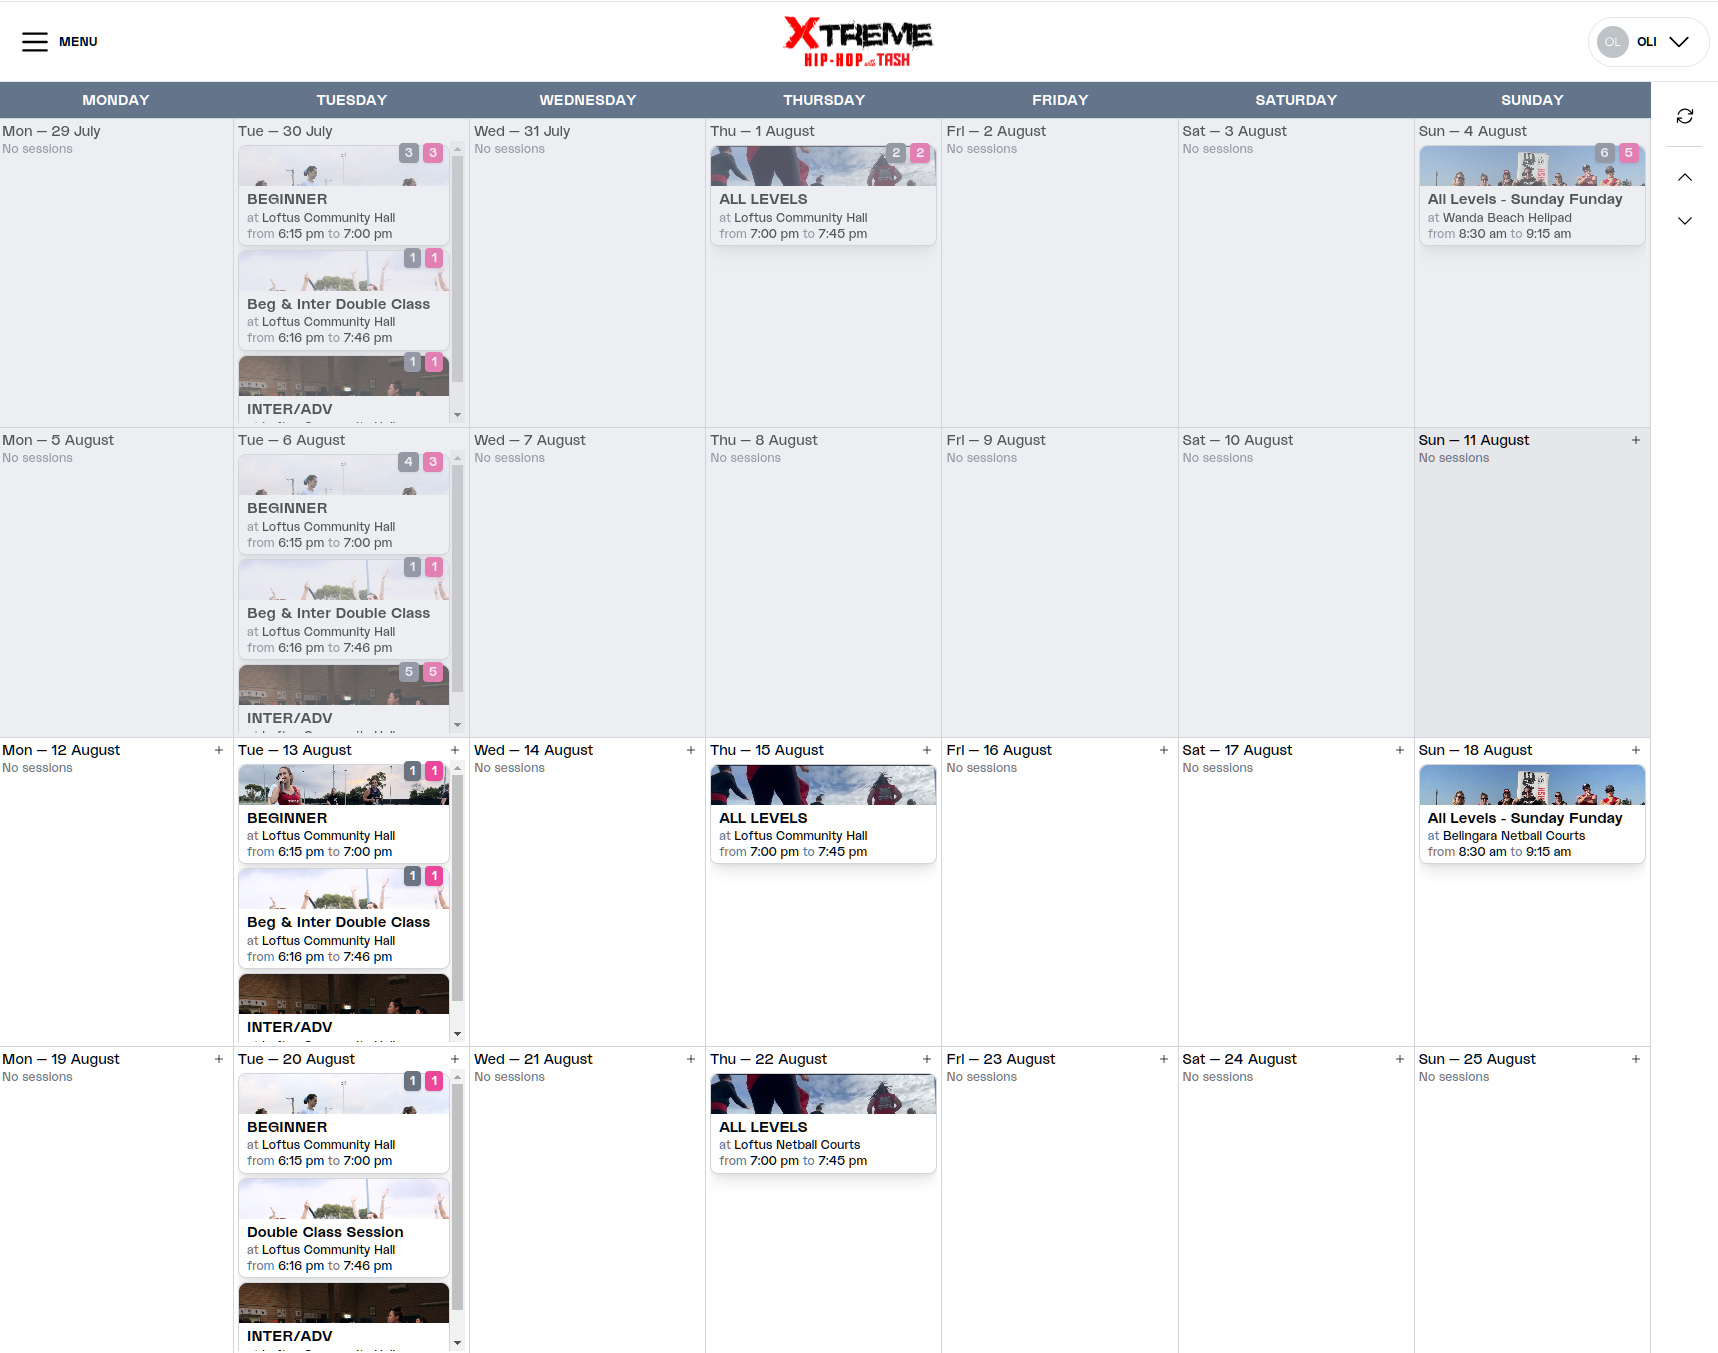 MENU
XTREME
HIP-HOP with TASH
OL
OLI
MONDAY
TUESDAY
WEDNESDAY
THURSDAY
FRIDAY
SATURDAY
SUNDAY
Mon – 29 July
No sessions
Tue – 30 July
3 3
BEGINNER
at Loftus Community Hall
from 6:15 pm to 7:00 pm
1 1
Beg & Inter Double Class
at Loftus Community Hall
from 6:16 pm to 7:46 pm
1 1
INTER/ADV
Wed – 31 July
No sessions
Thu – 1 August
2 2
ALL LEVELS
at Loftus Community Hall
from 7:00 pm to 7:45 pm
Fri – 2 August
No sessions
Sat – 3 August
No sessions
Sun – 4 August
6 5
All Levels - Sunday Funday
at Wanda Beach Helipad
from 8:30 am to 9:15 am
Mon – 5 August
No sessions
Tue – 6 August
4 3
BEGINNER
at Loftus Community Hall
from 6:15 pm to 7:00 pm
1 1
Beg & Inter Double Class
at Loftus Community Hall
from 6:16 pm to 7:46 pm
5 5
INTER/ADV
Wed – 7 August
No sessions
Thu – 8 August
No sessions
Fri – 9 August
No sessions
Sat – 10 August
No sessions
Sun – 11 August +
No sessions
Mon – 12 August +
No sessions
Tue – 13 August +
1 1
BEGINNER
at Loftus Community Hall
from 6:15 pm to 7:00 pm
1 1
Beg & Inter Double Class
at Loftus Community Hall
from 6:16 pm to 7:46 pm
INTER/ADV
Wed – 14 August +
No sessions
Thu – 15 August +
ALL LEVELS
at Loftus Community Hall
from 7:00 pm to 7:45 pm
Fri – 16 August +
No sessions
Sat – 17 August +
No sessions
Sun – 18 August +
All Levels - Sunday Funday
at Belingara Netball Courts
from 8:30 am to 9:15 am
Mon – 19 August +
No sessions
Tue – 20 August +
1 1
BEGINNER
at Loftus Community Hall
from 6:15 pm to 7:00 pm
Double Class Session
at Loftus Community Hall
from 6:16 pm to 7:46 pm
INTER/ADV
Wed – 21 August +
No sessions
Thu – 22 August +
ALL LEVELS
at Loftus Netball Courts
from 7:00 pm to 7:45 pm
Fri – 23 August +
No sessions
Sat – 24 August +
No sessions
Sun – 25 August +
No sessions